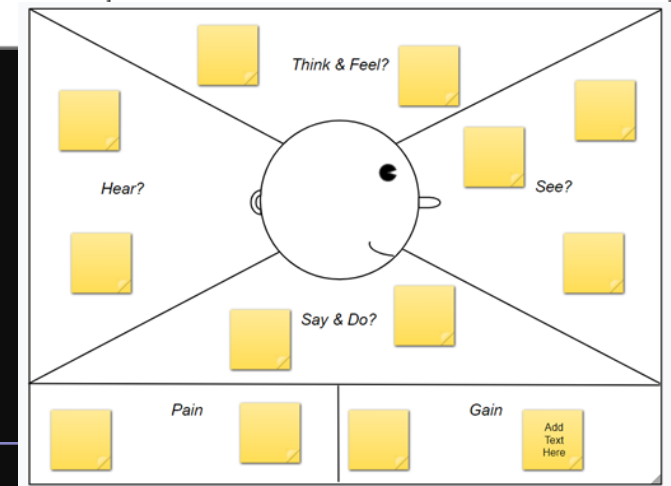 Think & Feel?
Hear?
See?
Say & Do?
Pain
Gain
Add
Text
Here